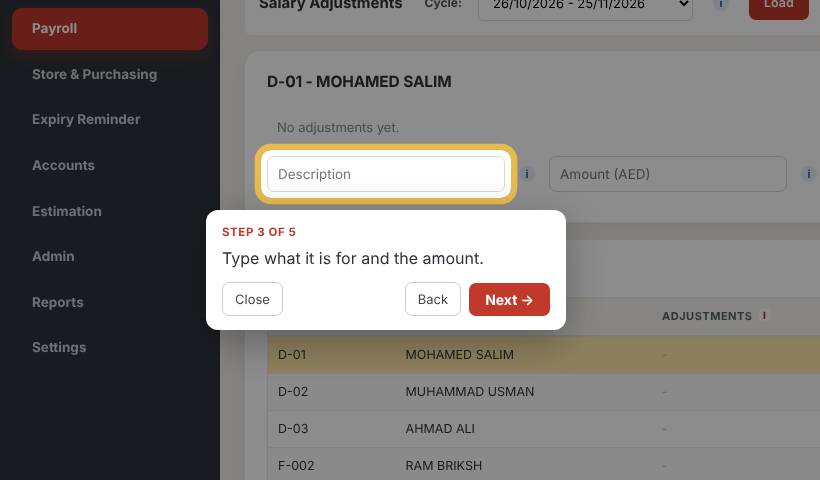 Payroll
Store & Purchasing
Expiry Reminder
Accounts
Estimation
Admin
Reports
Settings
Salary Adjustments Cycle: 26/10/2026 - 25/11/2026 i Load
D-01 - MOHAMED SALIM
No adjustments yet.
Description i Amount (AED) i
STEP 3 OF 5
Type what it is for and the amount.
Close Back Next →
ADJUSTMENTS i
D-01 MOHAMED SALIM -
D-02 MUHAMMAD USMAN -
D-03 AHMAD ALI -
F-002 RAM BRIKSH -